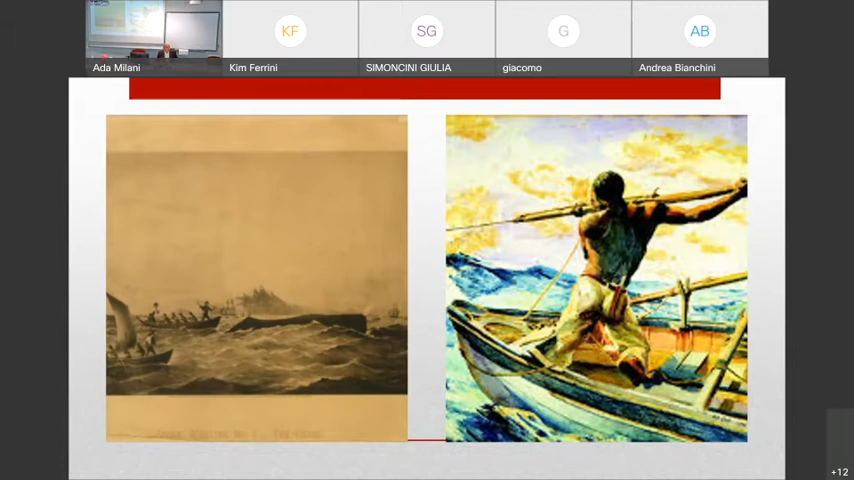 KF
SG
G
AB
Ada Milani
Kim Ferrini
SIMONCINI GIULIA
giacomo
Andrea Bianchini
+12